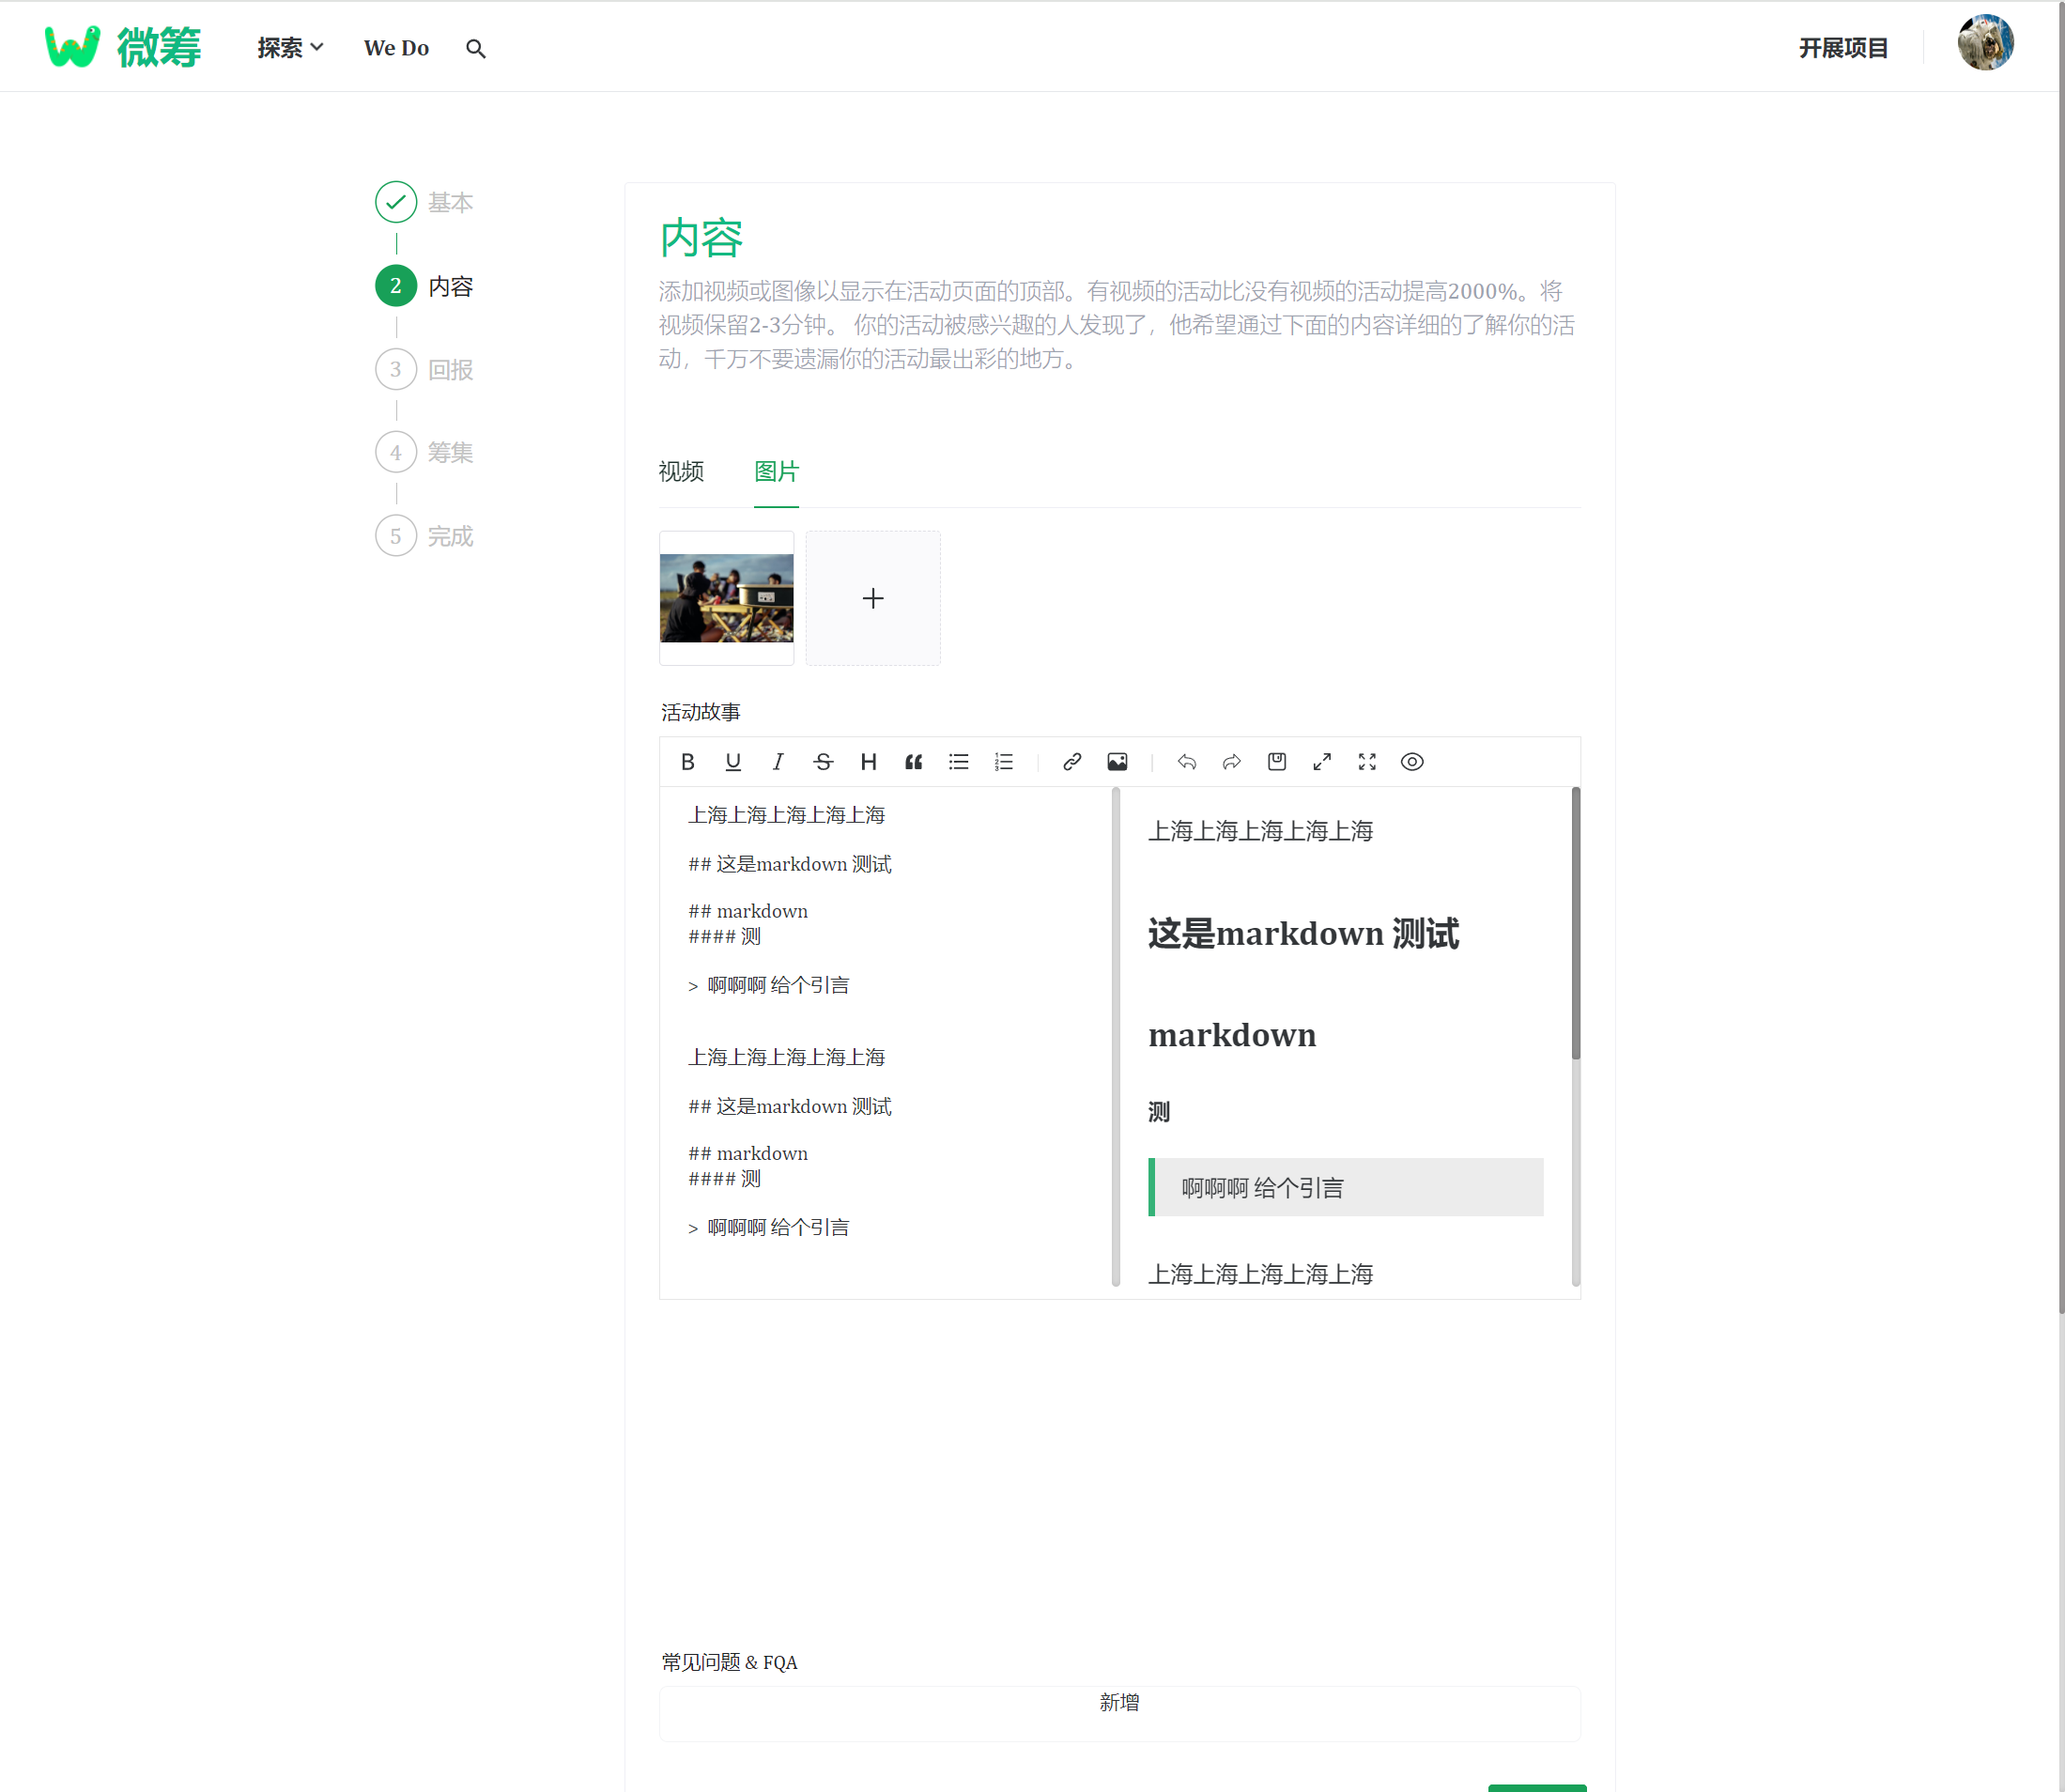 微筹
探索
We Do
开展项目
基本
2 内容
3 回报
4 筹集
5 完成
内容
添加视频或图像以显示在活动页面的顶部。有视频的活动比没有视频的活动提高2000%。将
视频保留2-3分钟。 你的活动被感兴趣的人发现了，他希望通过下面的内容详细的了解你的活
动，千万不要遗漏你的活动最出彩的地方。
视频 图片
活动故事
上海上海上海上海上海
## 这是markdown 测试
## markdown
#### 测
> 啊啊啊 给个引言
上海上海上海上海上海
## 这是markdown 测试
## markdown
#### 测
> 啊啊啊 给个引言
上海上海上海上海上海
这是markdown 测试
markdown
测
啊啊啊 给个引言
上海上海上海上海上海
常见问题 & FQA
新增